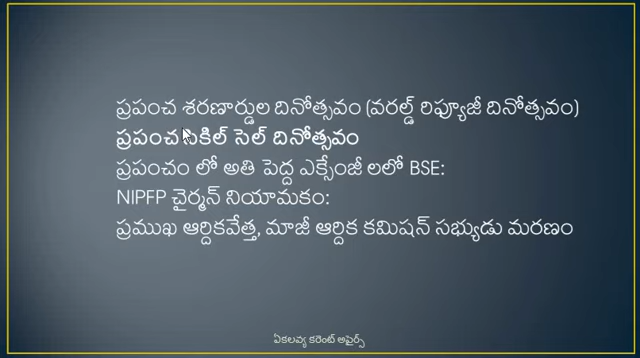 ప్రపంచ శరణార్డుల దినోత్సవం (వరల్డ్ రిఫ్యూజీ దినోత్సవం)
ప్రపంచ సికిల్ సెల్ దినోత్సవం
ప్రపంచం లో అతి పెద్ద ఎక్సేంజీ లలో BSE:
NIPFP చైర్మన్ నియామకం:
ప్రముఖ ఆర్దికవేత్త, మాజీ ఆర్దిక కమిషన్ సభ్యుడు మరణం
ఏకలవ్య కరెంట్ అఫైర్స్